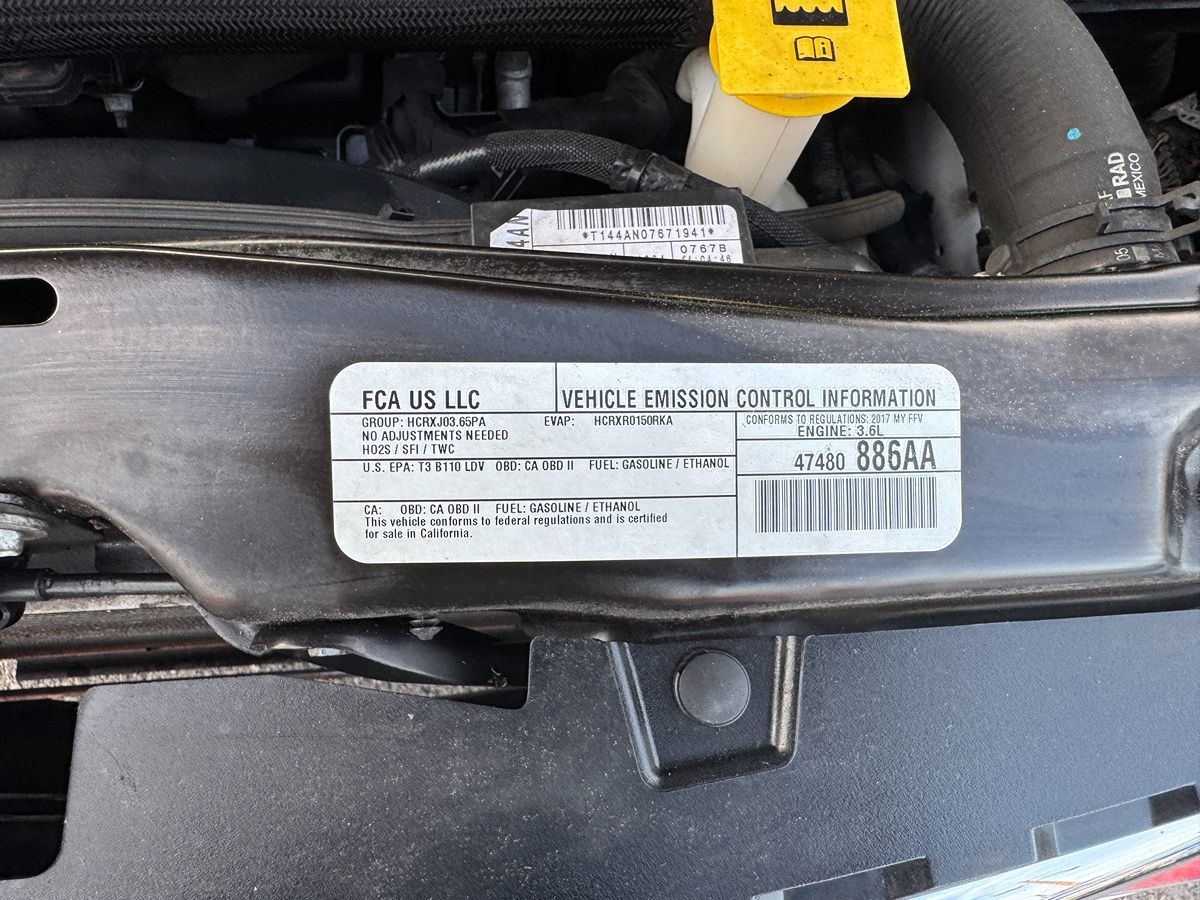 RAD
MEXICO
05
4AN
*T144AN07671941*
0767B
FCA US LLC
VEHICLE EMISSION CONTROL INFORMATION
GROUP: HCRXJ03.65PA EVAP: HCRXR0150RKA
NO ADJUSTMENTS NEEDED
HO2S / SFI / TWC
CONFORMS TO REGULATIONS: 2017 MY FFV
ENGINE: 3.6L
47480 886AA
U.S. EPA: T3 B110 LDV OBD: CA OBD II FUEL: GASOLINE / ETHANOL
CA: OBD: CA OBD II FUEL: GASOLINE / ETHANOL
This vehicle conforms to federal regulations and is certified
for sale in California.